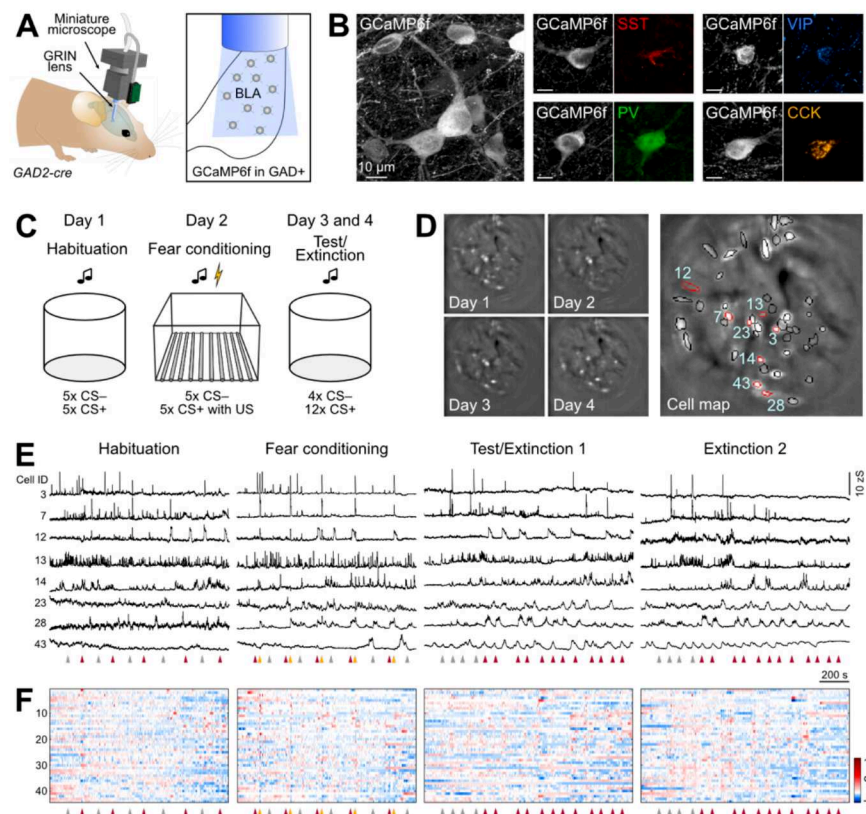 A
Miniature
microscope
GRIN
lens
GAD2-cre
BLA
GCaMP6f in GAD+
B
GCaMP6f
10 µm
GCaMP6f
SST
GCaMP6f
VIP
GCaMP6f
PV
GCaMP6f
CCK
C
Day 1
Habituation
5x CS–
5x CS+
Day 2
Fear conditioning
5x CS–
5x CS+ with US
Day 3 and 4
Test/
Extinction
4x CS–
12x CS+
D
Day 1
Day 2
Day 3
Day 4
12
7
13
23
3
14
43
28
Cell map
E
Habituation
Fear conditioning
Test/Extinction 1
Extinction 2
Cell ID
3
7
12
13
14
23
28
43
10 zS
200 s
F
10
20
30
40